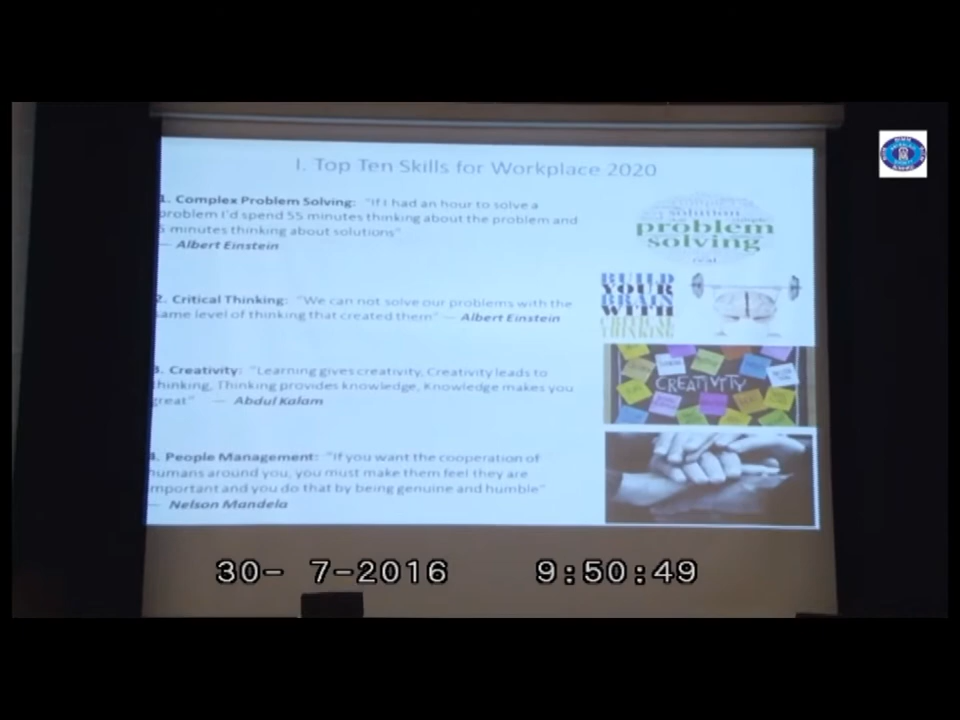 I. Top Ten Skills for Workplace 2020
1. Complex Problem Solving: "If I had an hour to solve a
problem I'd spend 55 minutes thinking about the problem and
5 minutes thinking about solutions"
— Albert Einstein
solution
problem
solving
real
2. Critical Thinking: "We can not solve our problems with the
same level of thinking that created them" — Albert Einstein
BUILD
YOUR
BRAIN
WITH
CRITICAL
THINKING
3. Creativity: "Learning gives creativity, Creativity leads to
thinking, Thinking provides knowledge, Knowledge makes you
great" — Abdul Kalam
CREATIVITY
4. People Management: "If you want the cooperation of
humans around you, you must make them feel they are
important and you do that by being genuine and humble"
— Nelson Mandela
30- 7-2016 9:50:49